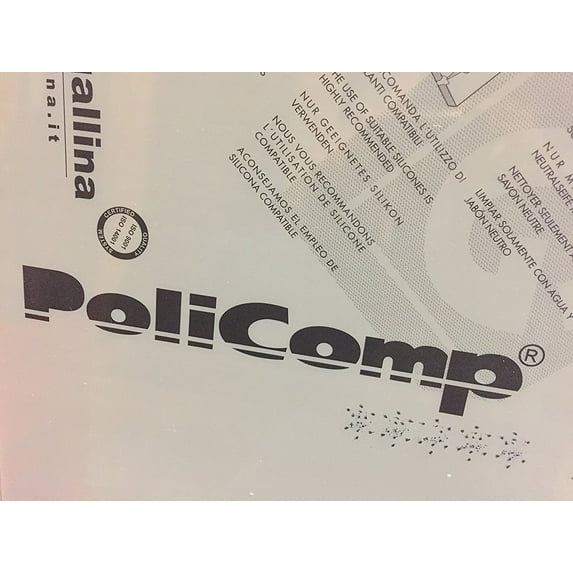 allina
na.it
CERTIFIED
ISO 9001
ISO 14001
SYSTEM
QUALITY
PoliComp®
COMANDA L'UTILIZZO DI
ANTI COMPATIBILI
HE USE OF SUITABLE SILICONES IS
HIGHLY RECOMMENDED
NUR GEEIGNETES SILIKON
VERWENDEN
NOUS VOUS RECOMMANDONS
L'UTILISATION DE SILICONE
COMPATIBLE
ACONSEJAMOS EL EMPLEO DE
SILICONA COMPATIBLE
NUR M
NEUTRALSEIFE
NETTOYER SEULEMENT A
SAVON NEUTRE
LIMPIAR SOLAMENTE CON AGUA Y
JABÓN NEUTRO